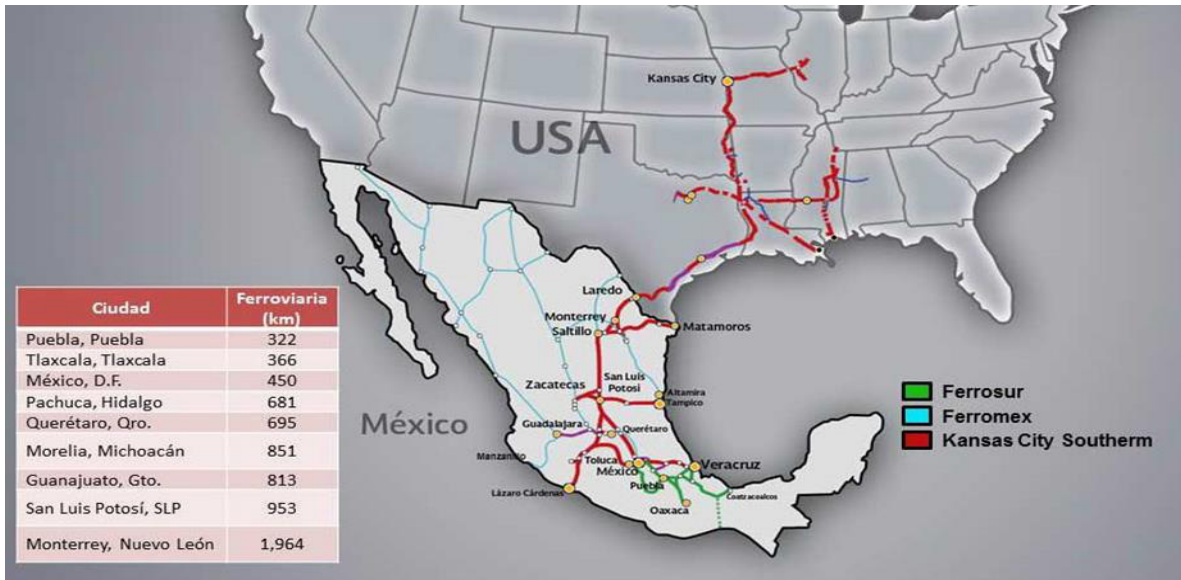 Kansas City
USA
Laredo
Monterrey
Saltillo
Matamoros
Zacatecas
San Luis
Potosí
Altamira
Tampico
México
Guadalajara
Querétaro
Manzanillo
Toluca
México
Veracruz
Puebla
Lázaro Cárdenas
Coatzacoalcos
Oaxaca
Ciudad Ferroviaria
(km)
Puebla, Puebla 322
Tlaxcala, Tlaxcala 366
México, D.F. 450
Pachuca, Hidalgo 681
Querétaro, Qro. 695
Morelia, Michoacán 851
Guanajuato, Gto. 813
San Luis Potosí, SLP 953
Monterrey, Nuevo León 1,964
Ferrosur
Ferromex
Kansas City Southerm